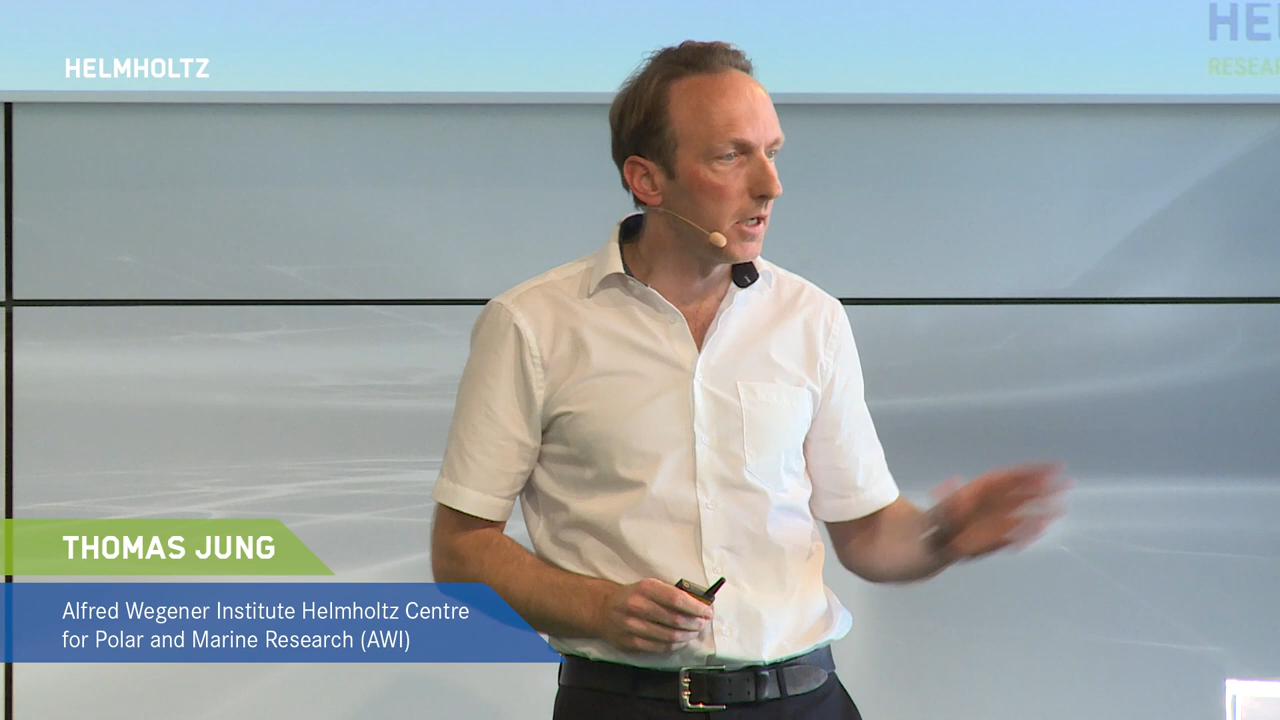 HELMHOLTZ
THOMAS JUNG
Alfred Wegener Institute Helmholtz Centre
for Polar and Marine Research (AWI)